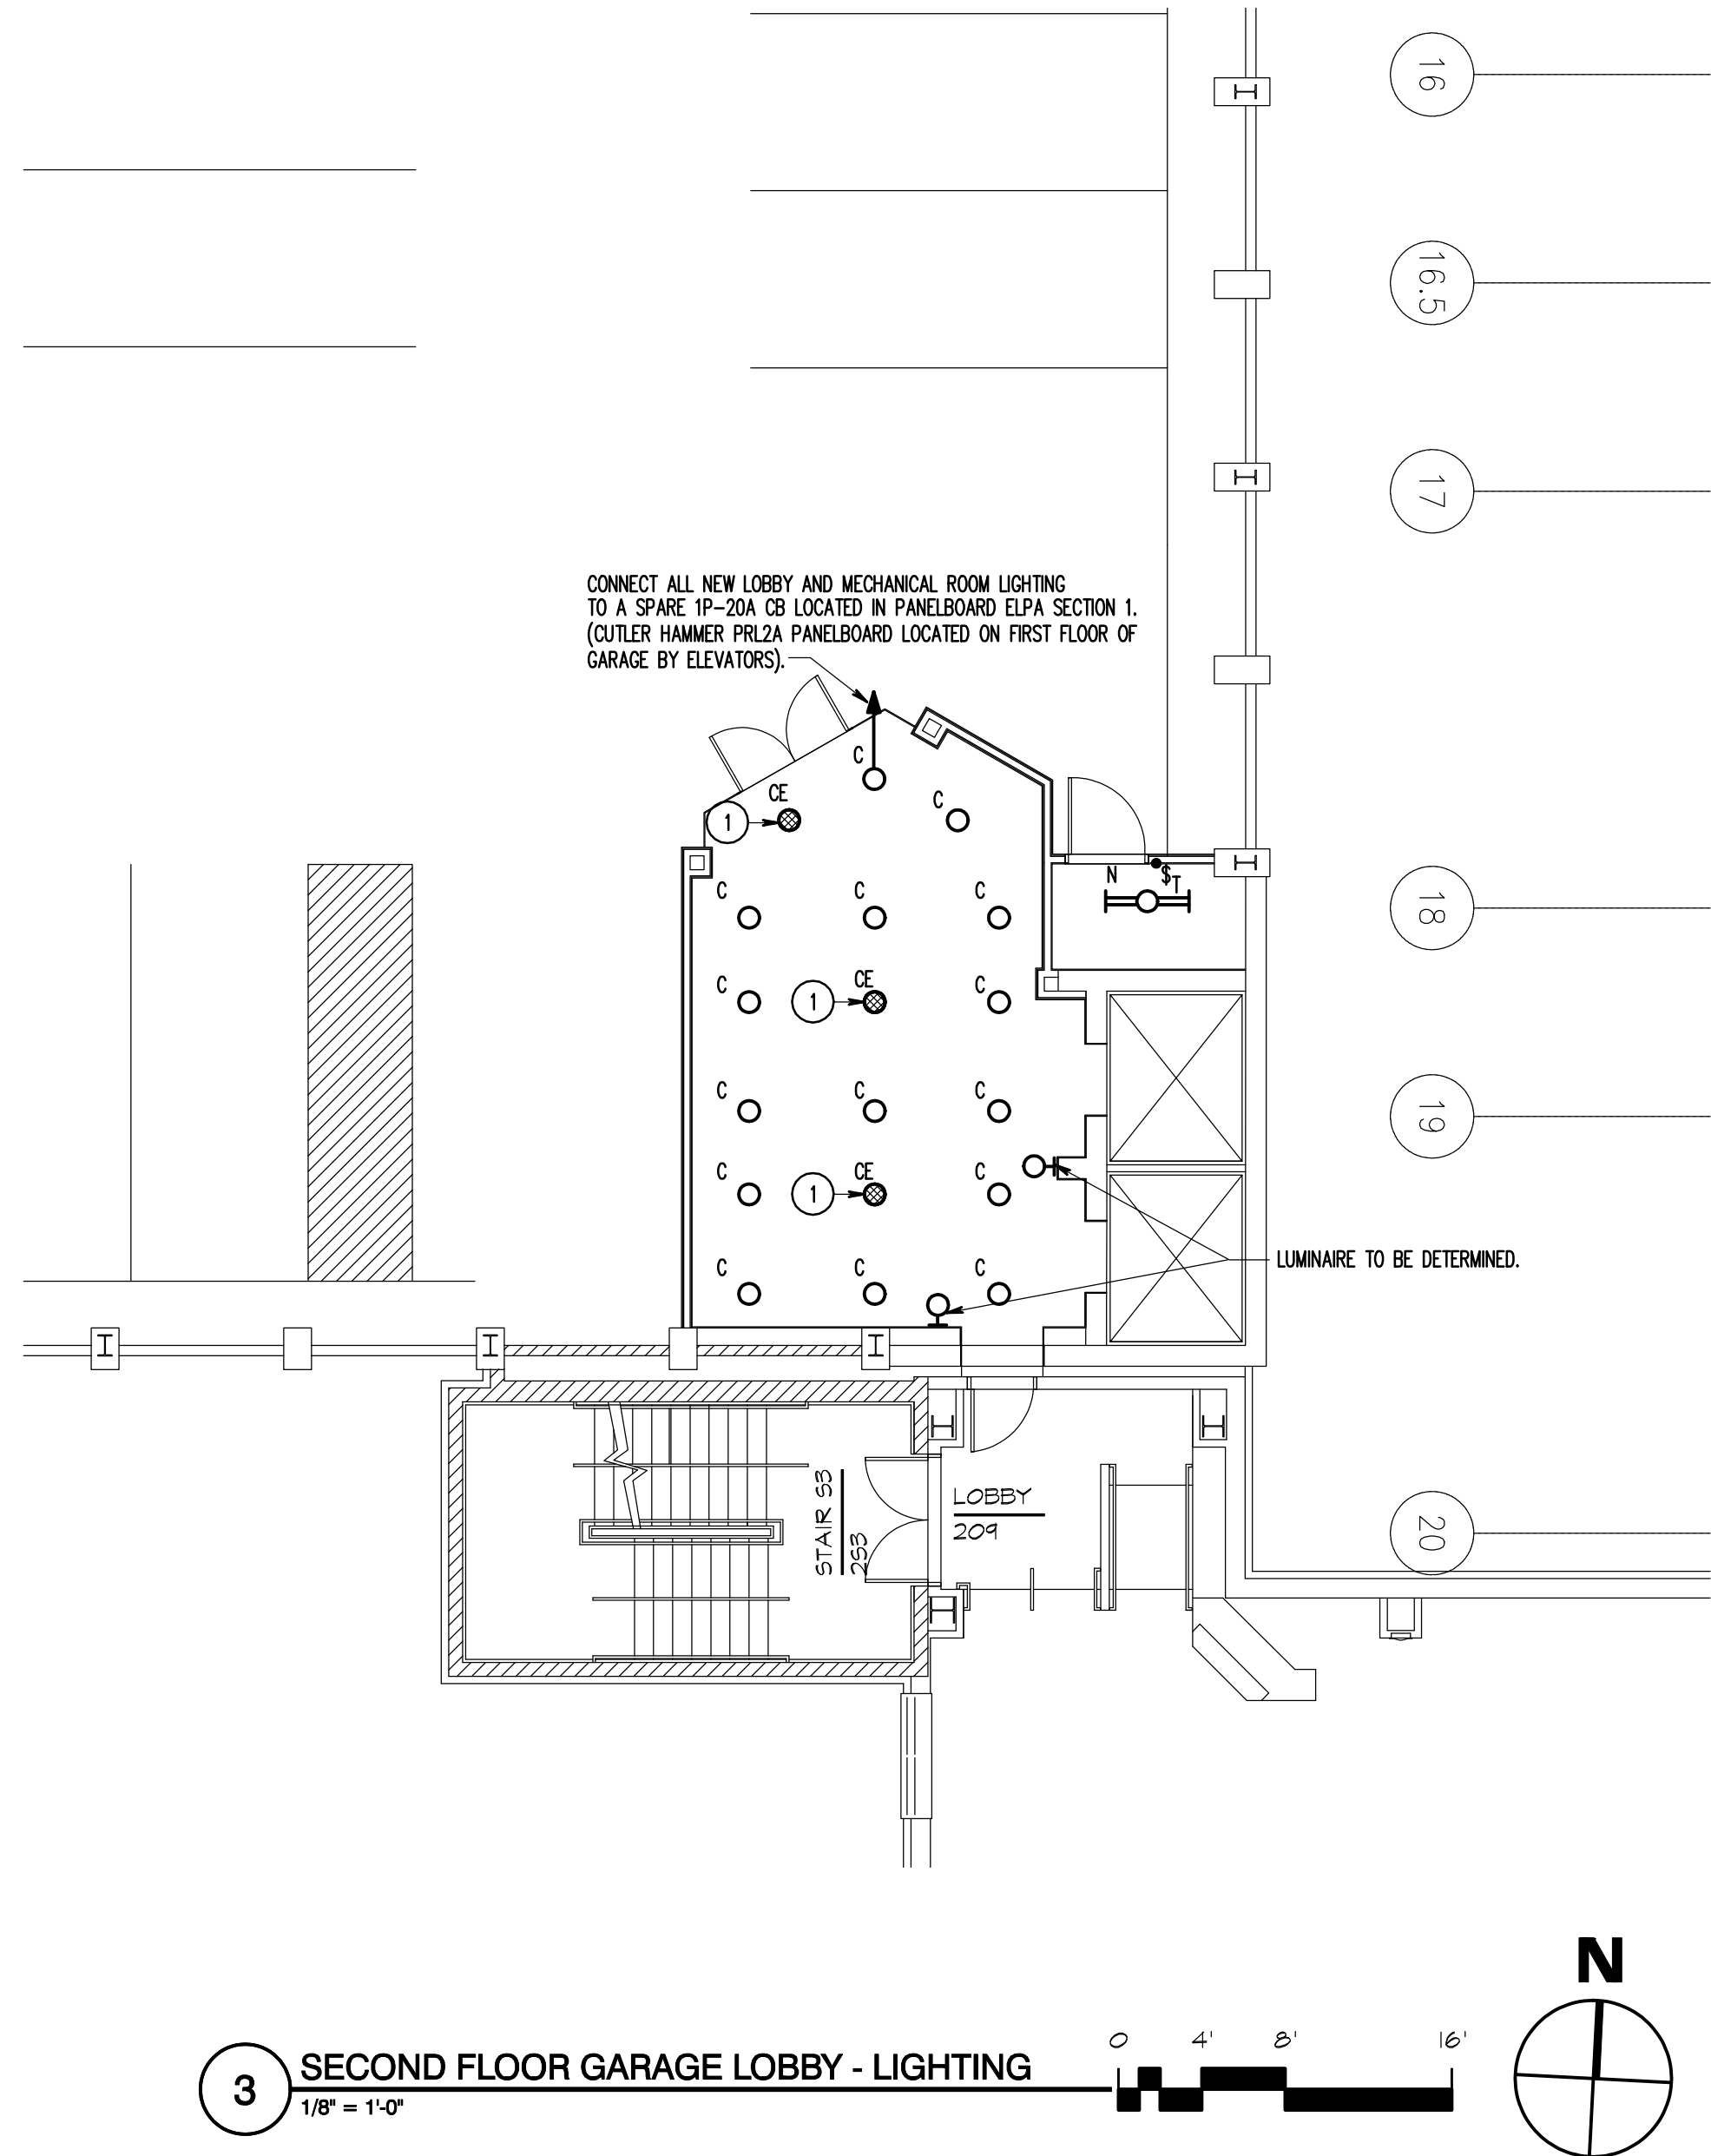 16
16.5
17
CONNECT ALL NEW LOBBY AND MECHANICAL ROOM LIGHTING
TO A SPARE 1P-20A CB LOCATED IN PANELBOARD ELPA SECTION 1.
(CUTLER HAMMER PRL2A PANELBOARD LOCATED ON FIRST FLOOR OF
GARAGE BY ELEVATORS).
C
CE
C
1
N
$T
C
C
C
18
C
CE
C
1
C
C
C
19
C
CE
C
1
LUMINAIRE TO BE DETERMINED.
C
C
C
STAIR S3
2S3
LOBBY
209
20
N
3
SECOND FLOOR GARAGE LOBBY - LIGHTING
1/8" = 1'-0"
0 4' 8' 16'